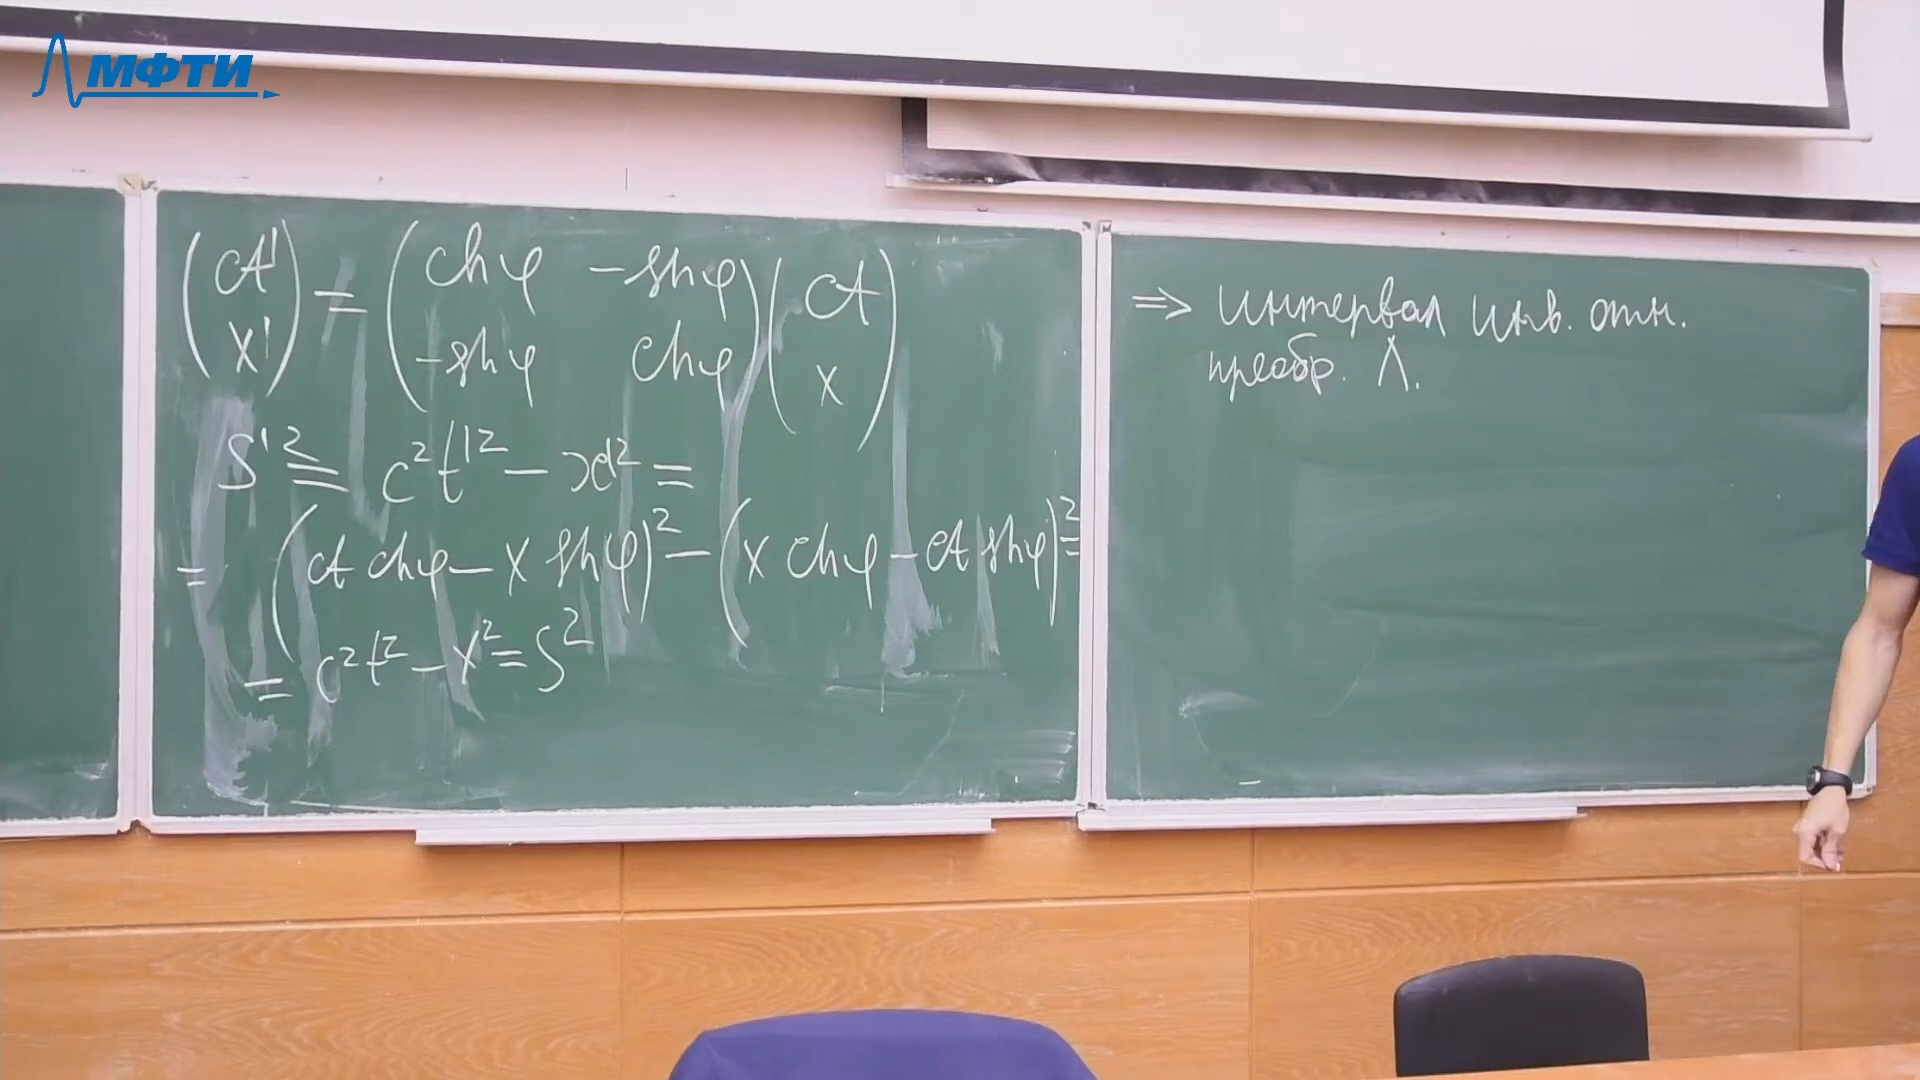 МФТИ
(ct' x') = (chφ -shφ -shφ chφ)(ct x)
S'² = c²t'² - x'² =
= (ct chφ - x shφ)² - (x chφ - ct shφ)² =
= c²t² - x² = S²
=> Интервал инв. отн.
преобр. Λ.